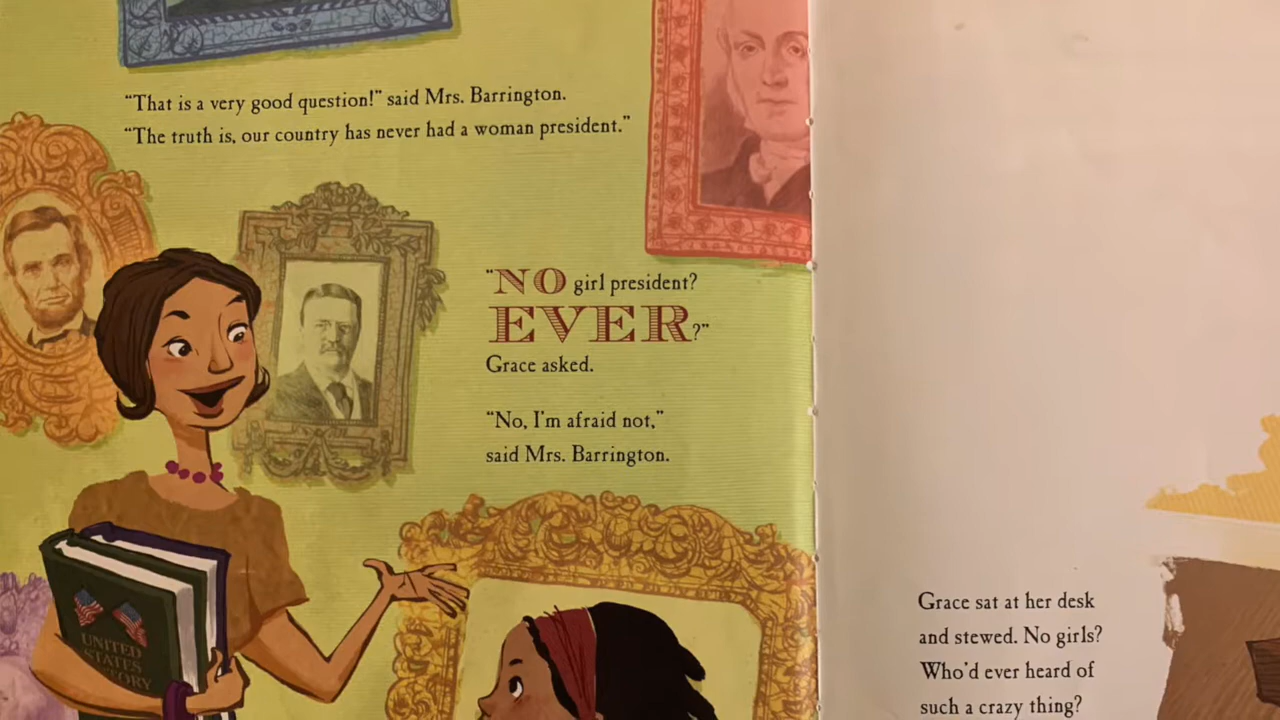 “That is a very good question!” said Mrs. Barrington.
“The truth is, our country has never had a woman president.”
“NO girl president?
EVER?”
Grace asked.
“No, I’m afraid not,”
said Mrs. Barrington.
UNITED
STATES
Grace sat at her desk
and stewed. No girls?
Who’d ever heard of
such a crazy thing?